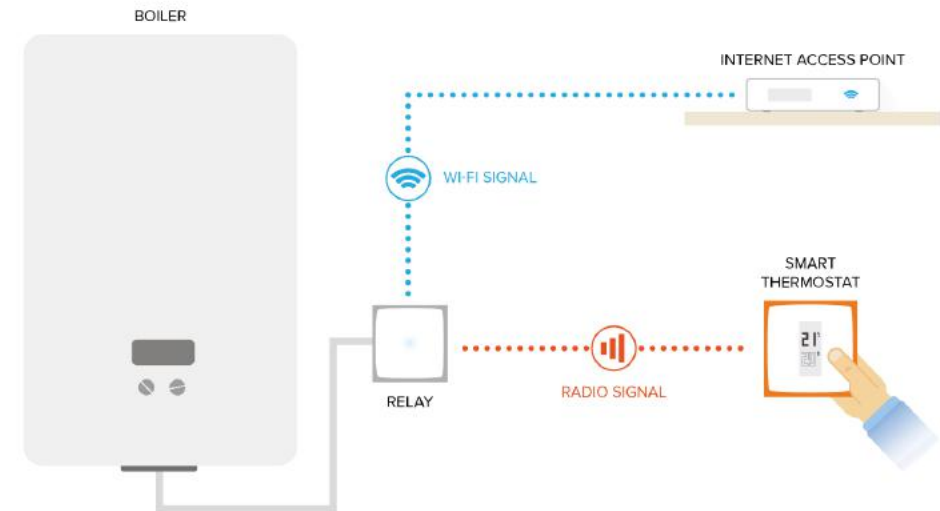 BOILER
INTERNET ACCESS POINT
WI-FI SIGNAL
SMART
THERMOSTAT
21°
RELAY
RADIO SIGNAL